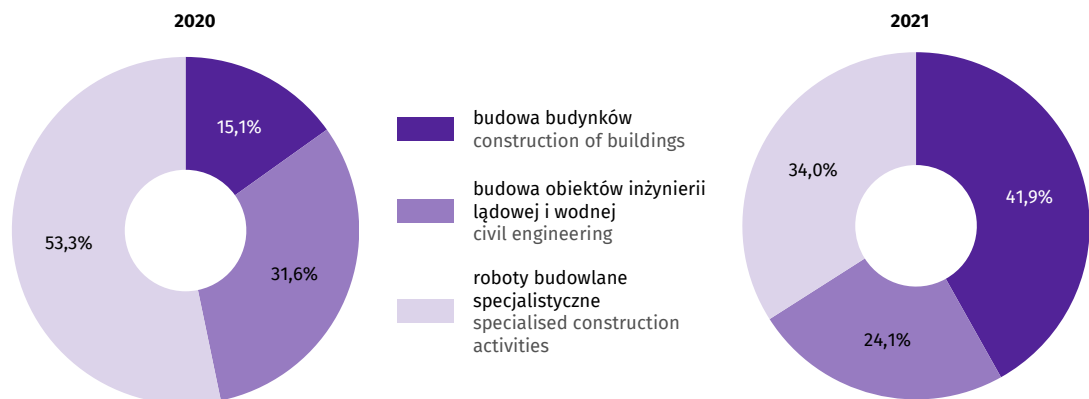 2020
15,1%
31,6%
53,3%
budowa budynków
construction of buildings
budowa obiektów inżynierii
lądowej i wodnej
civil engineering
roboty budowlane
specjalistyczne
specialised construction
activities
2021
41,9%
24,1%
34,0%